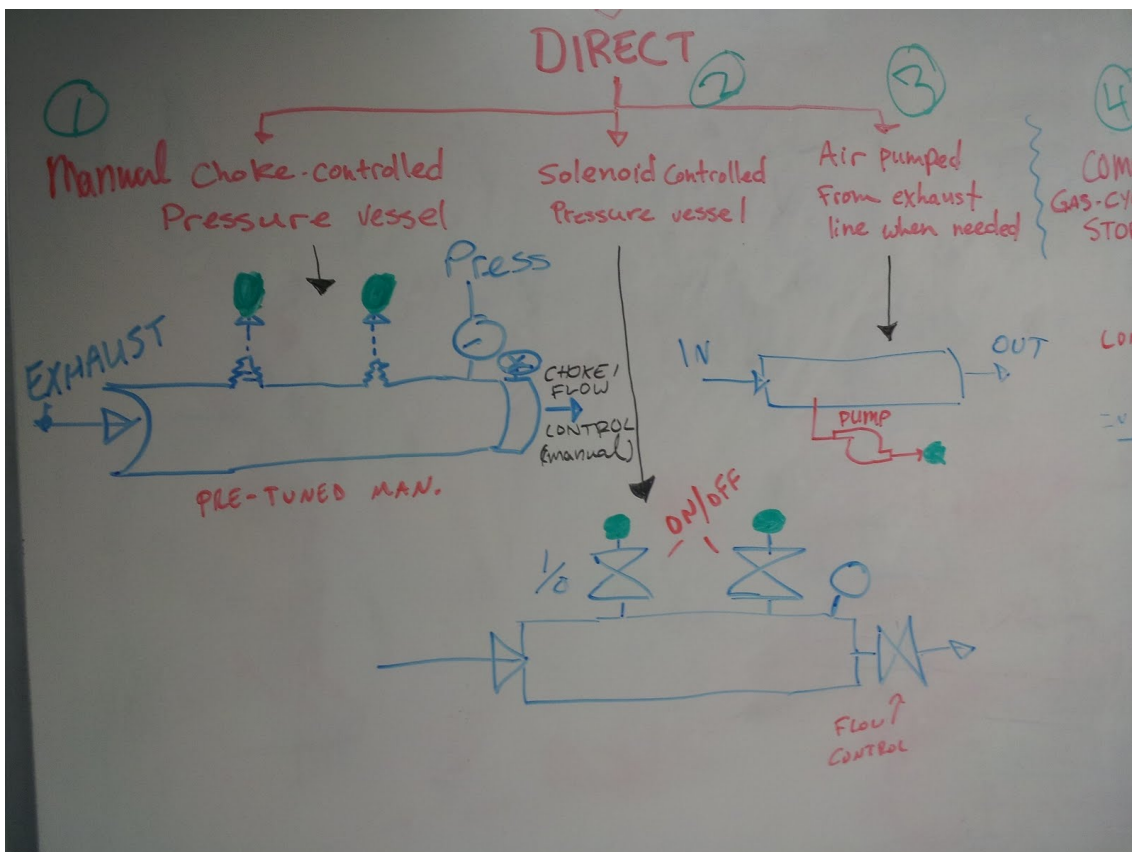 DIRECT
1
2
3
4
Manual Choke-controlled
Pressure vessel
Solenoid Controlled
Pressure vessel
Air pumped
From exhaust
line when needed
COM
GAS-CY
STO
Press
EXHAUST
CHOKE/
FLOW
CONTROL
(manual)
PRE-TUNED MAN.
IN
OUT
PUMP
ON/OFF
1/0
FLOW
CONTROL